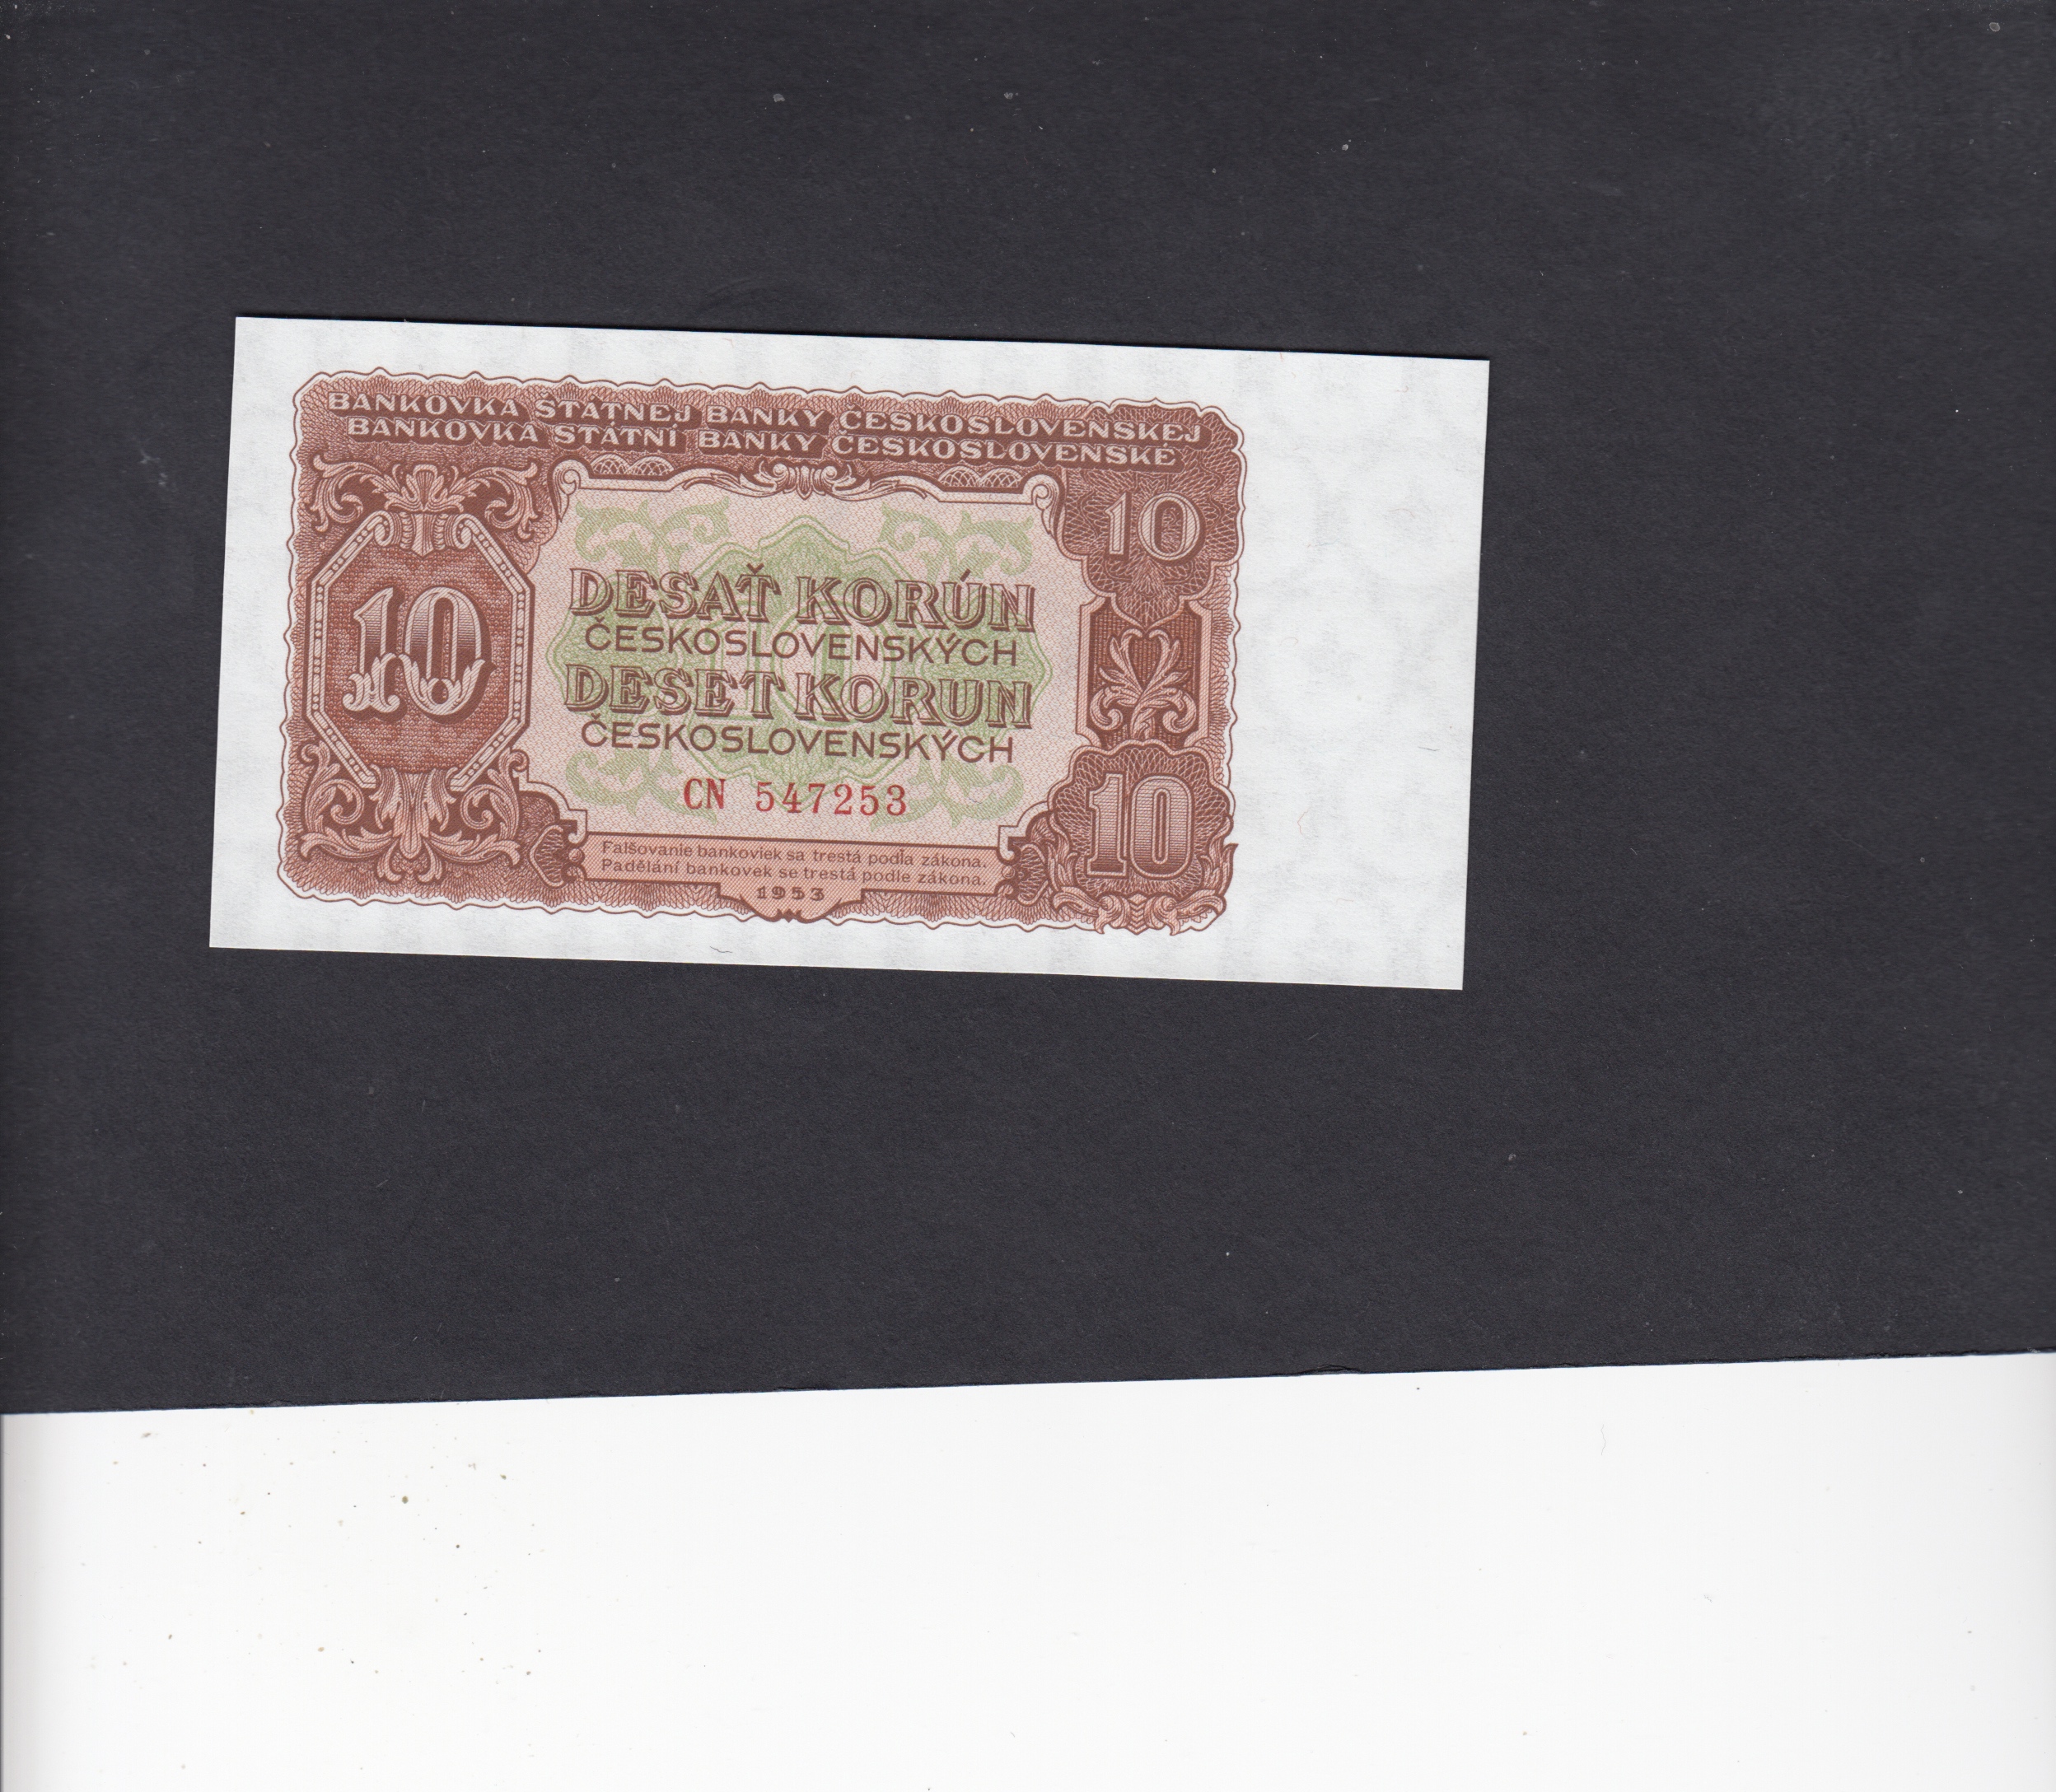 BANKOVKA ŠTÁTNEJ BANKY ČESKOSLOVENSKEJ
BANKOVKA STÁTNÍ BANKY ČESKOSLOVENSKÉ
10
10
DESAŤ KORÚN
ČESKOSLOVENSKÝCH
DESET KORUN
ČESKOSLOVENSKÝCH
CN 547253
10
Falšovanie bankoviek sa trestá podľa zákona.
Padělání bankovek se trestá podle zákona.
1953